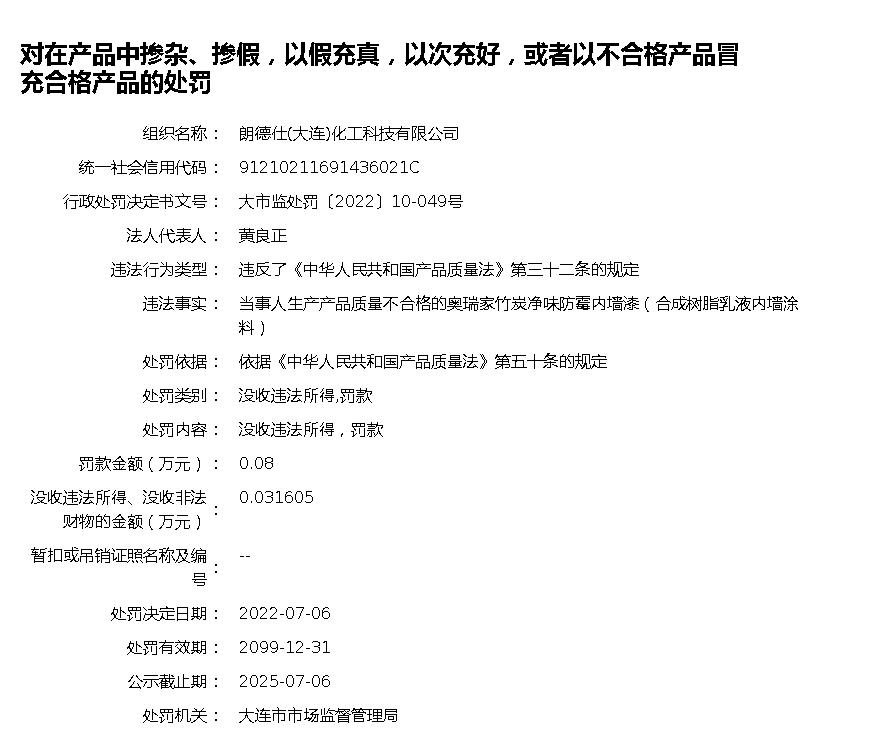 对在产品中掺杂、掺假，以假充真，以次充好，或者以不合格产品冒
充合格产品的处罚
组织名称： 朗德仕(大连)化工科技有限公司
统一社会信用代码： 91210211691436021C
行政处罚决定书文号： 大市监处罚〔2022〕10-049号
法人代表人： 黄良正
违法行为类型： 违反了《中华人民共和国产品质量法》第三十二条的规定
违法事实： 当事人生产产品质量不合格的奥瑞家竹炭净味防霉内墙漆（合成树脂乳液内墙涂
料）
处罚依据： 依据《中华人民共和国产品质量法》第五十条的规定
处罚类别： 没收违法所得,罚款
处罚内容： 没收违法所得，罚款
罚款金额（万元）： 0.08
没收违法所得、没收非法
财物的金额（万元）： 0.031605
暂扣或吊销证照名称及编
号： --
处罚决定日期： 2022-07-06
处罚有效期： 2099-12-31
公示截止期： 2025-07-06
处罚机关： 大连市市场监督管理局